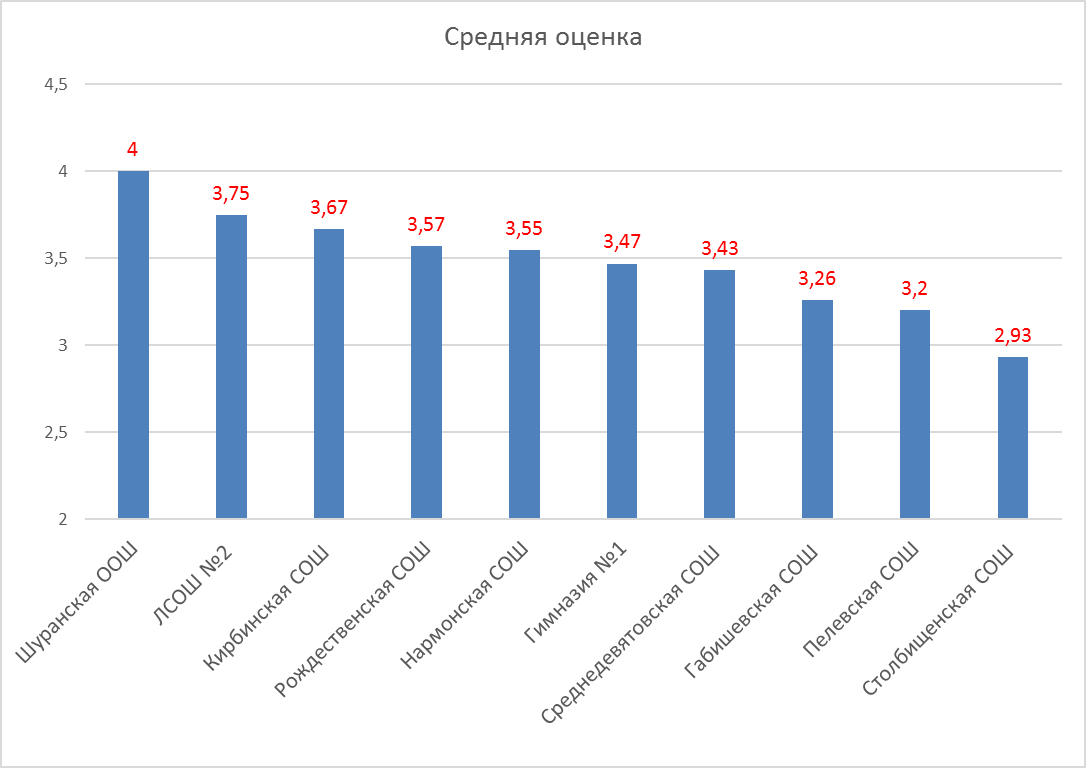 Средняя оценка
4,5
4
3,5
3
2,5
2
4
3,75
3,67
3,57
3,55
3,47
3,43
3,26
3,2
2,93
Шуранская ООШ
ЛСОШ №2
Кирбинская СОШ
Рождественская СОШ
Нармонская СОШ
Гимназия №1
Среднедевятовская СОШ
Габишевская СОШ
Пелевская СОШ
Столбищенская СОШ